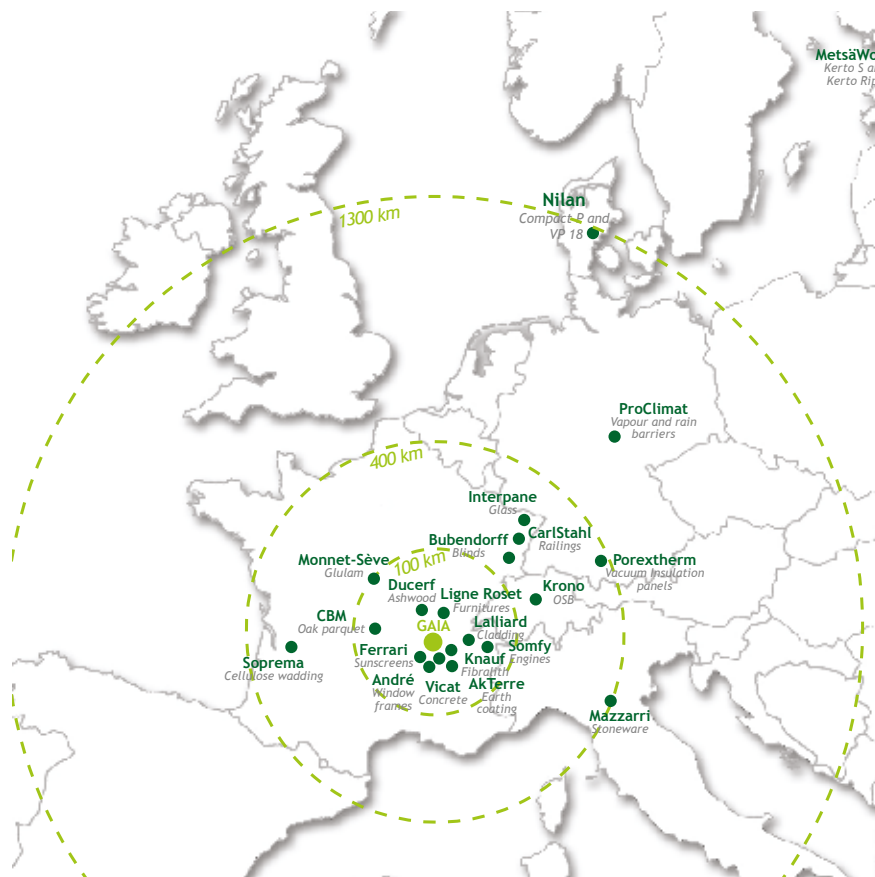 MetsäWo
Kerto S a
Kerto Rip
1300 km
Nilan
Compact P and
VP 18
ProClimat
Vapour and rain
barriers
400 km
Interpane
Glass
CarlStahl
Railings
Bubendorff
Blinds
100 km
Monnet-Sève
Glulam
Porextherm
Vacuum Insulation
panels
Ducerf
Ashwood
Ligne Roset
Furnitures
Krono
OSB
CBM
Oak parquet
GAIA
Lalliard
Cladding
Ferrari
Sunscreens
Somfy
Engines
Knauf
Fibralith
Soprema
Cellulose wadding
André
Window
frames
Vicat
Concrete
AkTerre
Earth
coating
Mazzarri
Stoneware